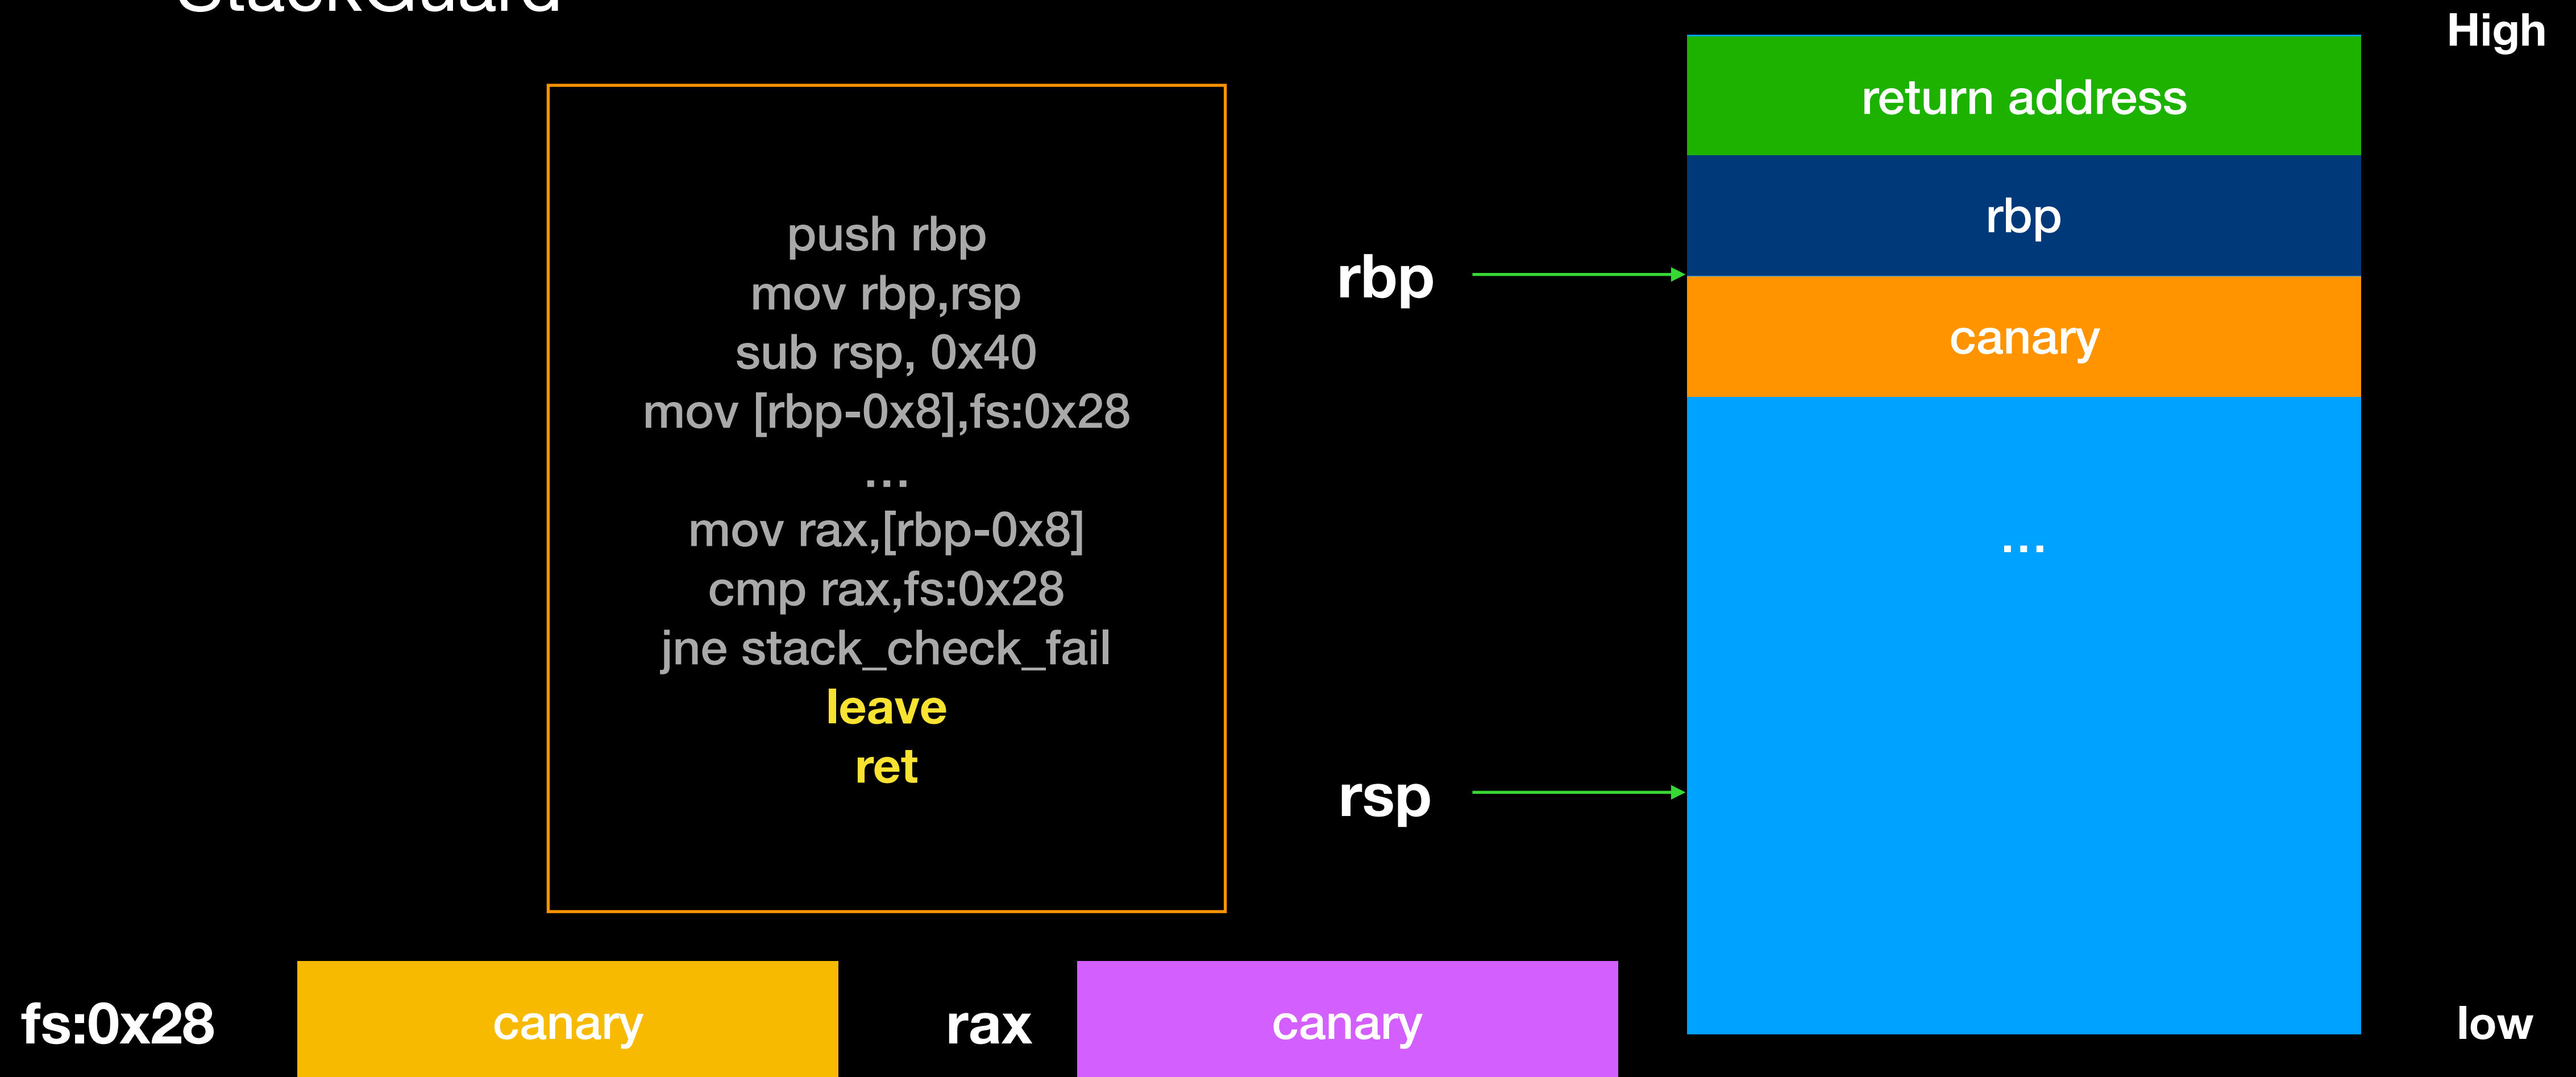 StackGuard
push rbp
mov rbp,rsp
sub rsp, 0x40
mov [rbp-0x8],fs:0x28
...
mov rax,[rbp-0x8]
cmp rax,fs:0x28
jne stack_check_fail
leave
ret
rbp
rsp
High
return address
rbp
canary
...
low
fs:0x28
canary
rax
canary